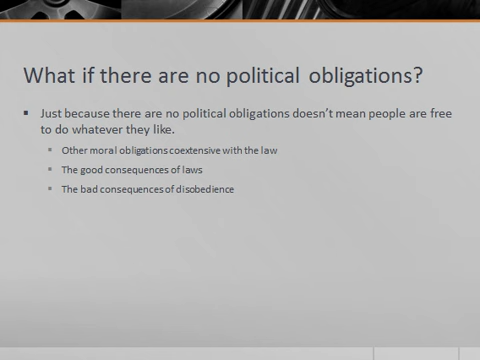 What if there are no political obligations?
Just because there are no political obligations doesn't mean people are free
to do whatever they like.
Other moral obligations coextensive with the law
The good consequences of laws
The bad consequences of disobedience